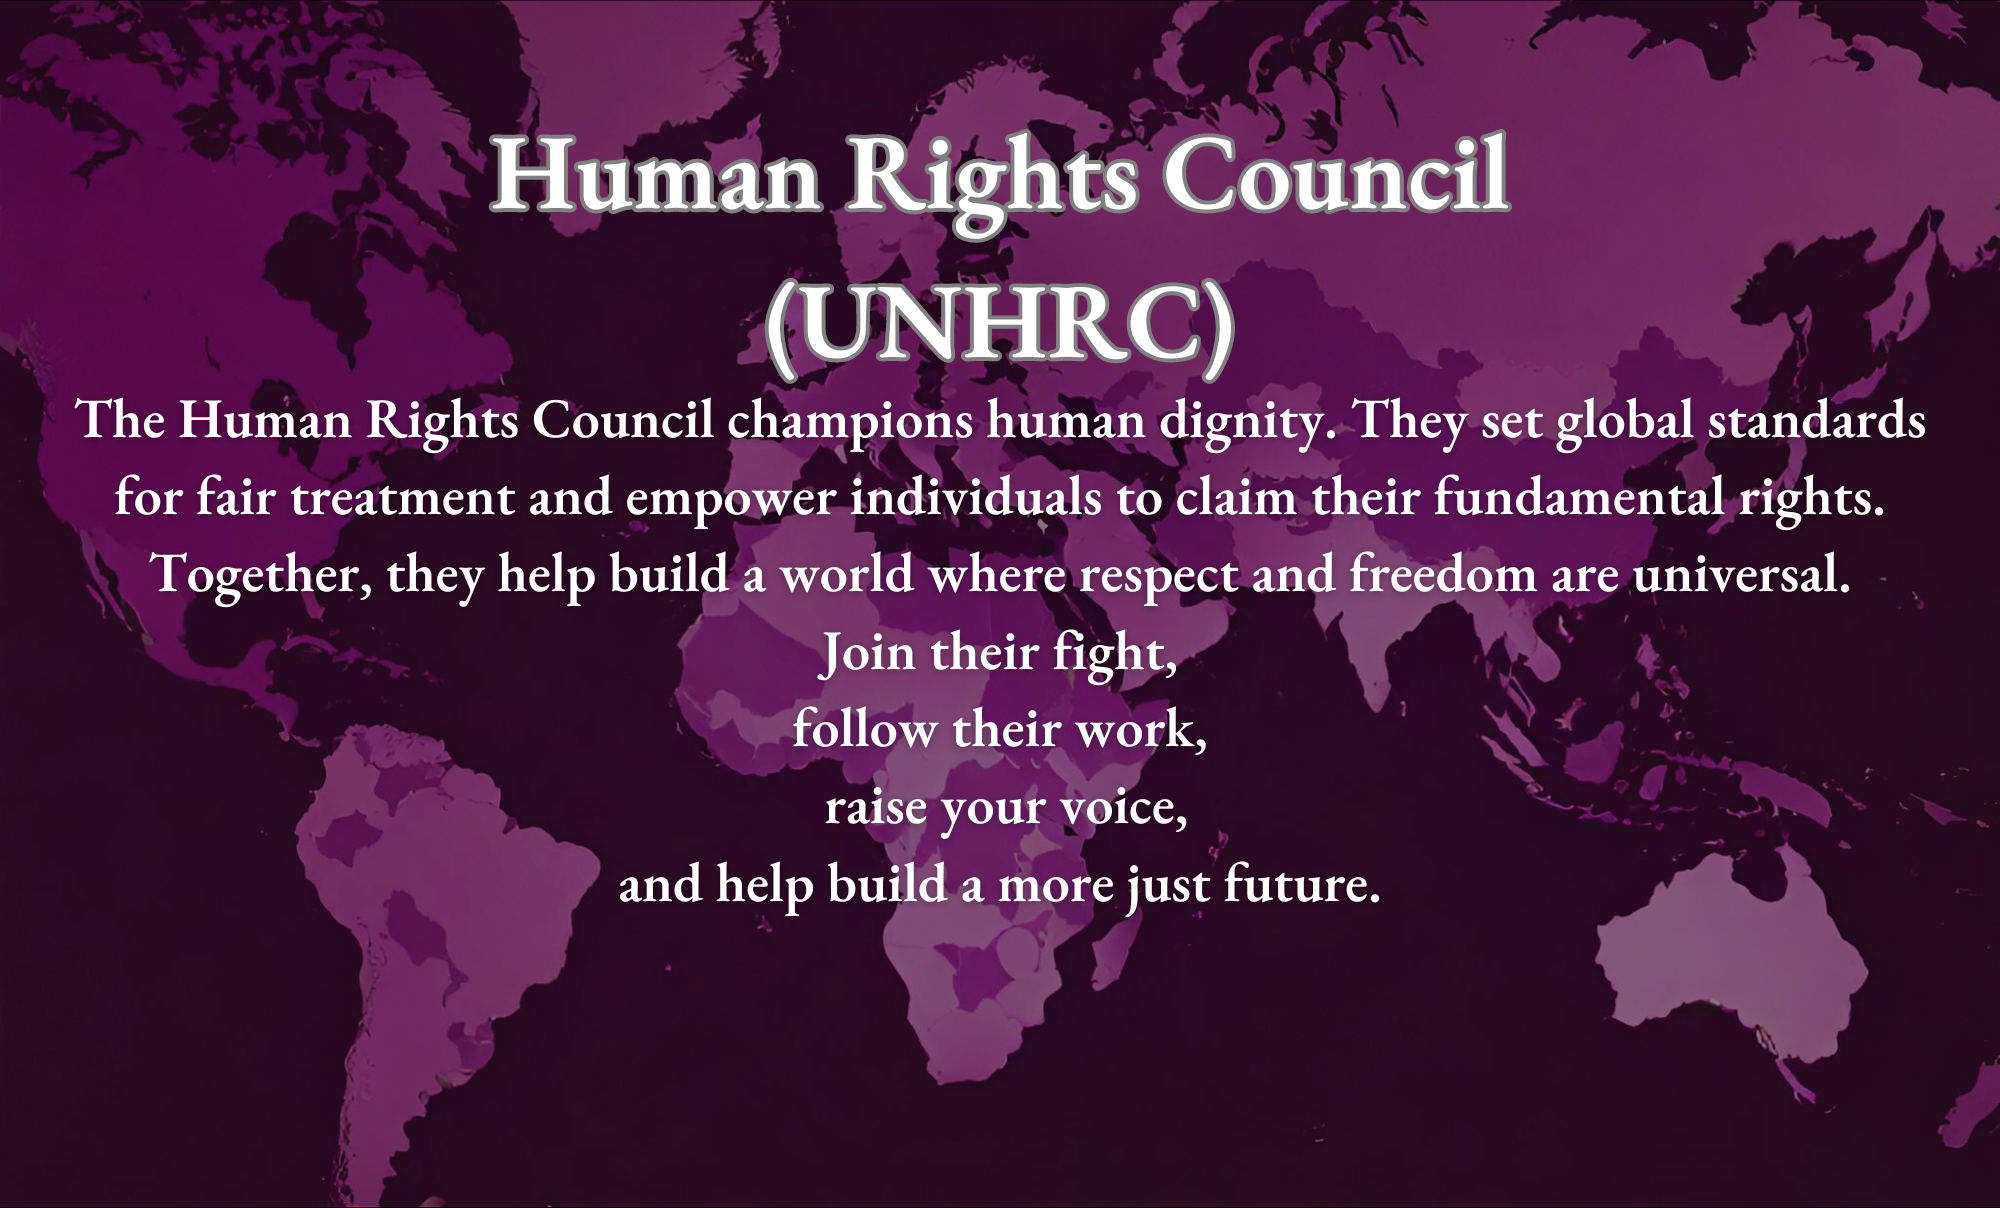 Human Rights Council
(UNHRC)
The Human Rights Council champions human dignity. They set global standards
for fair treatment and empower individuals to claim their fundamental rights.
Together, they help build a world where respect and freedom are universal.
Join their fight,
follow their work,
raise your voice,
and help build a more just future.